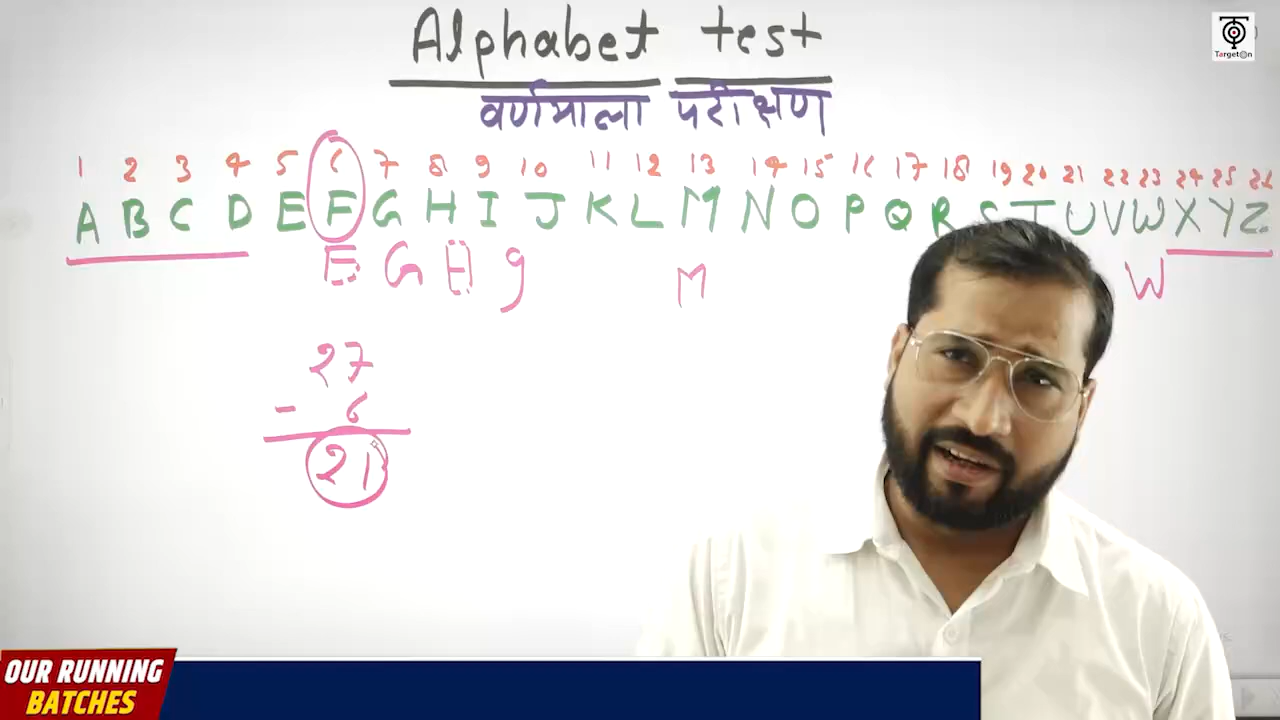 Alphabet test
वर्णमाला परीक्षण
TargetOn
1 2 3 4 5 6 7 8 9 10 11 12 13 14 15 16 17 18 19 20 21 22 23 24 25 26
A B C D E F G H I J K L M N O P Q R S T U V W X Y Z
E G H g M W
27
- 6
21
OUR RUNNING
BATCHES